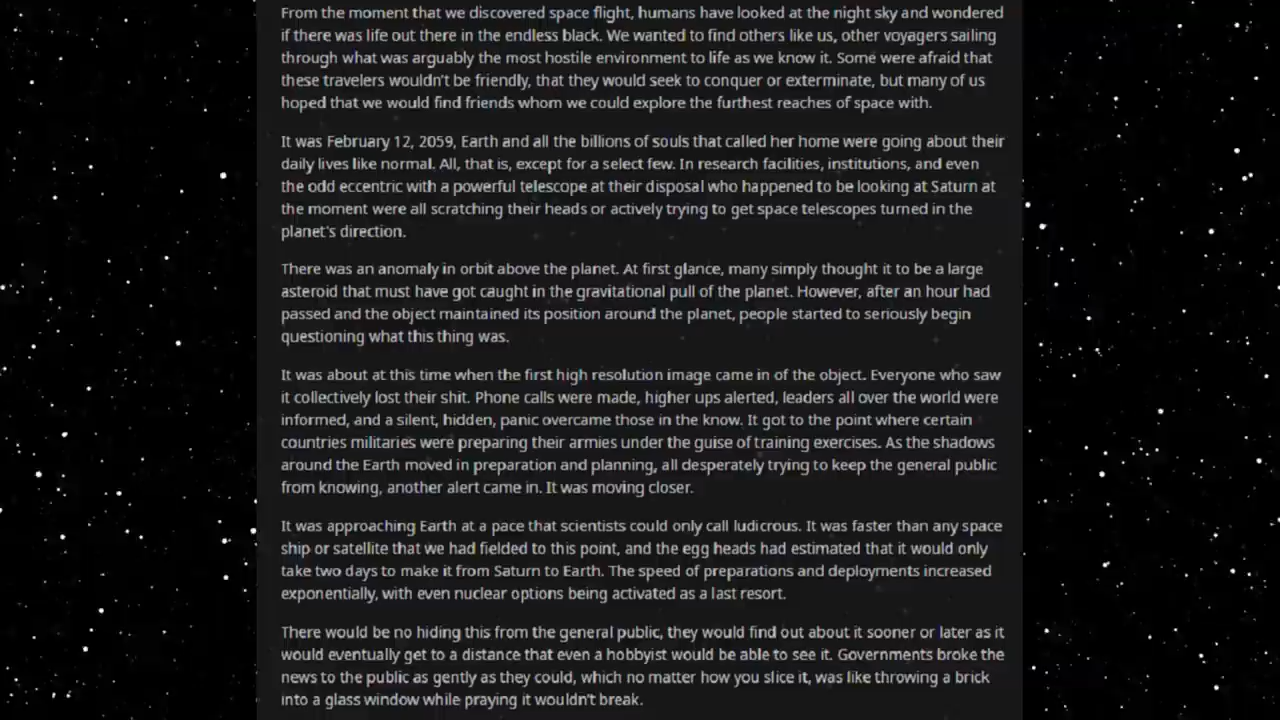 From the moment that we discovered space flight, humans have looked at the night sky and wondered
if there was life out there in the endless black. We wanted to find others like us, other voyagers sailing
through what was arguably the most hostile environment to life as we know it. Some were afraid that
these travelers wouldn't be friendly, that they would seek to conquer or exterminate, but many of us
hoped that we would find friends whom we could explore the furthest reaches of space with.
It was February 12, 2059, Earth and all the billions of souls that called her home were going about their
daily lives like normal. All, that is, except for a select few. In research facilities, institutions, and even
the odd eccentric with a powerful telescope at their disposal who happened to be looking at Saturn at
the moment were all scratching their heads or actively trying to get space telescopes turned in the
planet's direction.
There was an anomaly in orbit above the planet. At first glance, many simply thought it to be a large
asteroid that must have got caught in the gravitational pull of the planet. However, after an hour had
passed and the object maintained its position around the planet, people started to seriously begin
questioning what this thing was.
It was about at this time when the first high resolution image came in of the object. Everyone who saw
it collectively lost their shit. Phone calls were made, higher ups alerted, leaders all over the world were
informed, and a silent, hidden, panic overcame those in the know. It got to the point where certain
countries militaries were preparing their armies under the guise of training exercises. As the shadows
around the Earth moved in preparation and planning, all desperately trying to keep the general public
from knowing, another alert came in. It was moving closer.
It was approaching Earth at a pace that scientists could only call ludicrous. It was faster than any space
ship or satellite that we had fielded to this point, and the egg heads had estimated that it would only
take two days to make it from Saturn to Earth. The speed of preparations and deployments increased
exponentially, with even nuclear options being activated as a last resort.
There would be no hiding this from the general public, they would find out about it sooner or later as it
would eventually get to a distance that even a hobbyist would be able to see it. Governments broke the
news to the public as gently as they could, which no matter how you slice it, was like throwing a brick
into a glass window while praying it wouldn't break.